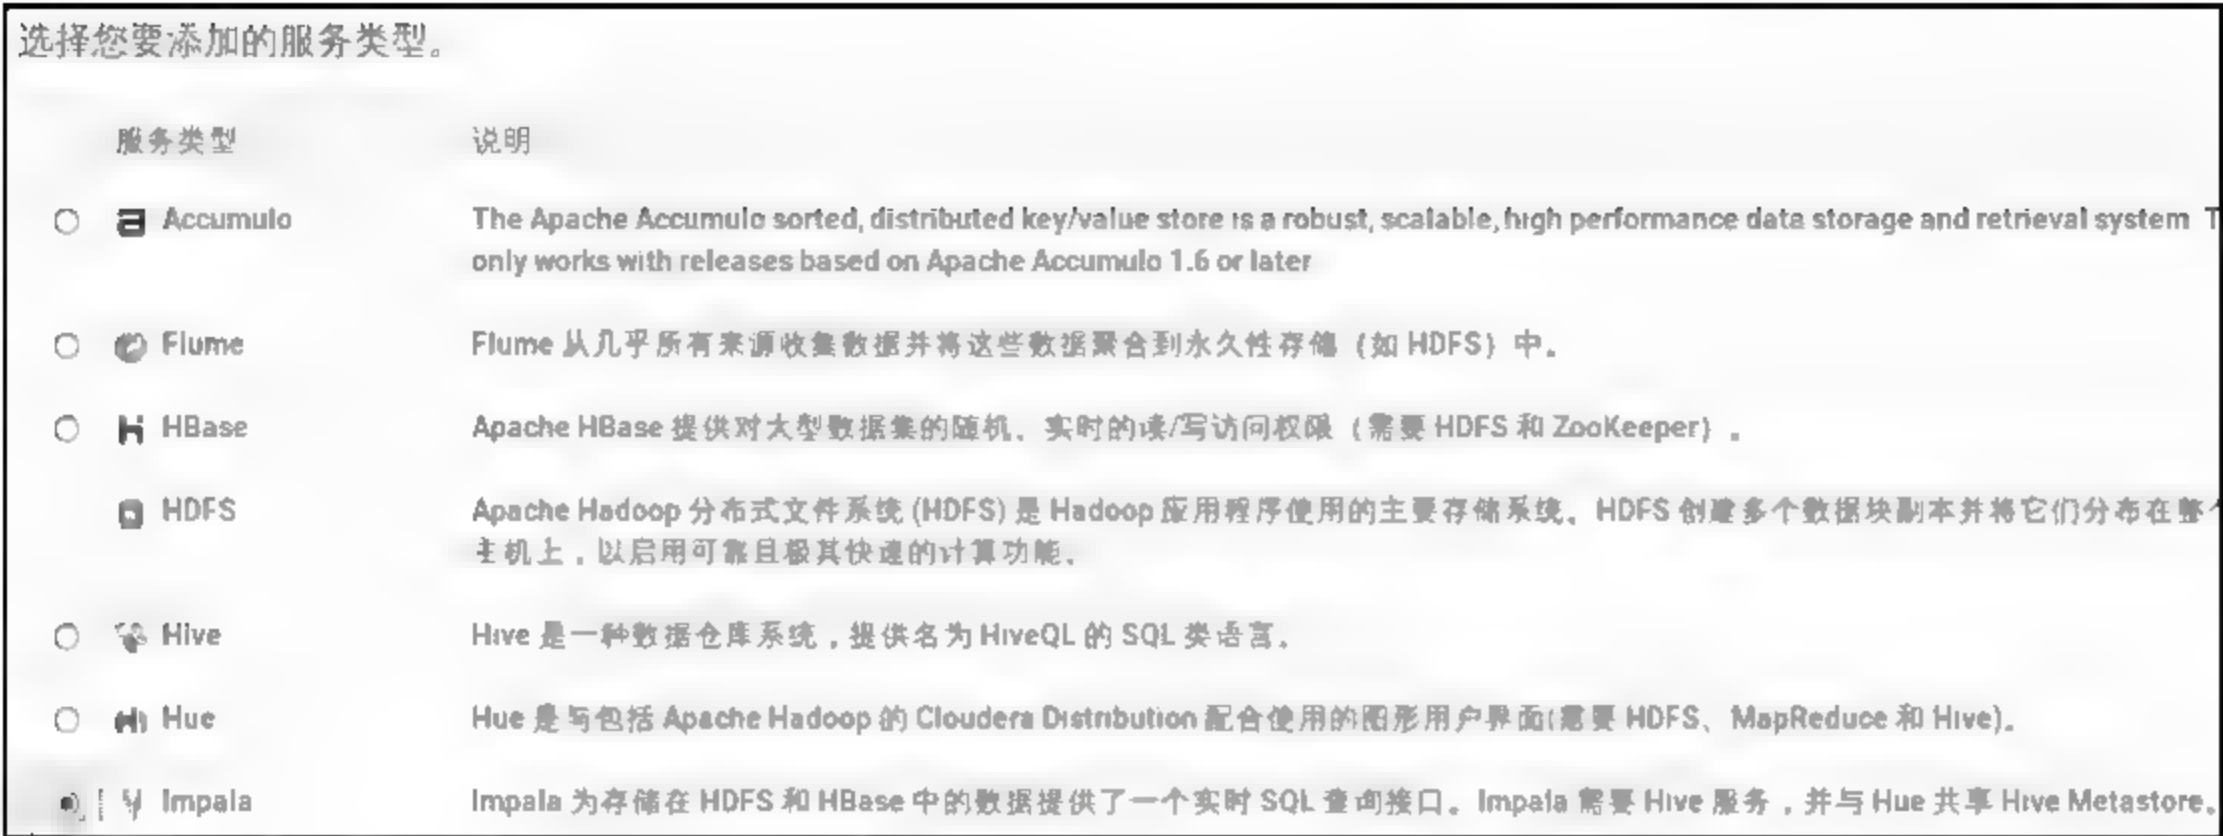 选择您要添加的服务类型。
服务类型 说明
Accumulo The Apache Accumulo sorted, distributed key/value store is a robust, scalable, high performance data storage and retrieval system T
only works with releases based on Apache Accumulo 1.6 or later
Flume Flume 从几乎所有来源收集数据并将这些数据聚合到永久性存储（如 HDFS）中。
HBase Apache HBase 提供对大型数据集的随机、实时的读/写访问权限（需要 HDFS 和 ZooKeeper）。
HDFS Apache Hadoop 分布式文件系统 (HDFS) 是 Hadoop 应用程序使用的主要存储系统。HDFS 创建多个数据块副本并将它们分布在整个
主机上，以启用可靠且极其快速的计算功能。
Hive Hive 是一种数据仓库系统，提供名为 HiveQL 的 SQL 类语言。
Hue Hue 是与包括 Apache Hadoop 的 Cloudera Distribution 配合使用的图形用户界面(需要 HDFS、MapReduce 和 Hive)。
Impala Impala 为存储在 HDFS 和 HBase 中的数据提供了一个实时 SQL 查询接口。Impala 需要 Hive 服务，并与 Hue 共享 Hive Metastore。